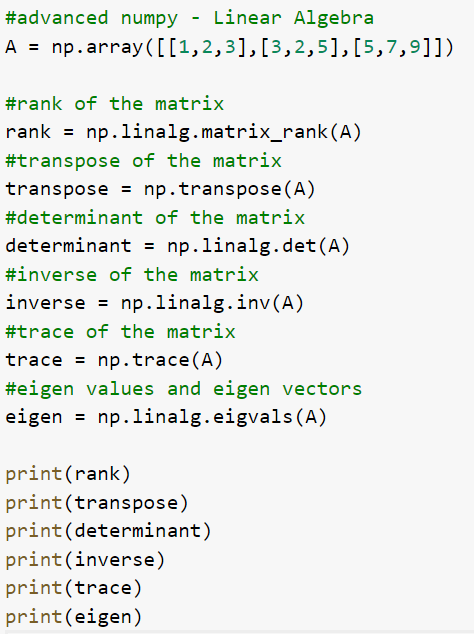 #advanced numpy - Linear Algebra
A = np.array([[1,2,3],[3,2,5],[5,7,9]])
#rank of the matrix
rank = np.linalg.matrix_rank(A)
#transpose of the matrix
transpose = np.transpose(A)
#determinant of the matrix
determinant = np.linalg.det(A)
#inverse of the matrix
inverse = np.linalg.inv(A)
#trace of the matrix
trace = np.trace(A)
#eigen values and eigen vectors
eigen = np.linalg.eigvals(A)
print(rank)
print(transpose)
print(determinant)
print(inverse)
print(trace)
print(eigen)